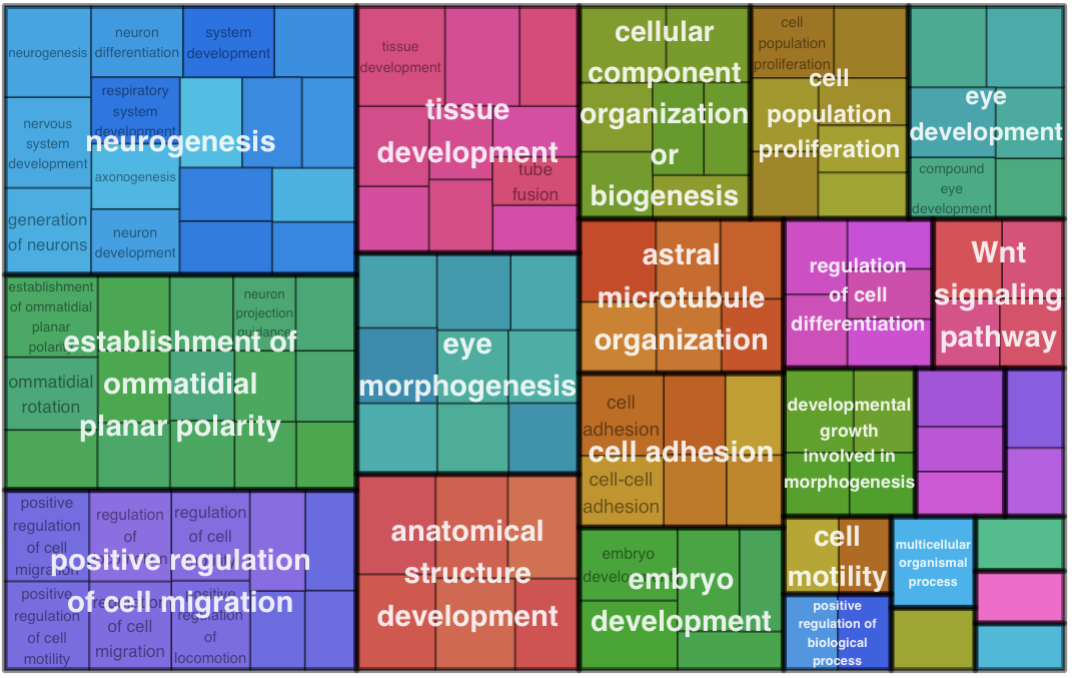 neurogenesis
neuron
differentiation
system
development
respiratory
system
development
nervous
system
development
neurogenesis
axonogenesis
generation
of neurons
neuron
development
tissue
development
tissue
development
tube
fusion
cellular
component
organization
or
biogenesis
cell
population
proliferation
cell
population
proliferation
eye
development
compound
eye
development
establishment
of ommatidial
planar
polarity
neuron
projection
guidance
establishment of
ommatidial
planar polarity
ommatidial
rotation
eye
morphogenesis
astral
microtubule
organization
regulation
of cell
differentiation
Wnt
signaling
pathway
cell
adhesion
cell adhesion
cell-cell
adhesion
developmental
growth
involved in
morphogenesis
positive
regulation
of cell
migration
regulation
of
regulation
of cell
positive regulation
of cell migration
positive
regulation
of cell
motility
of cell
migration
positive
regulation
of
locomotion
anatomical
structure
development
embryo
embryo
development
cell
motility
multicellular
organismal
process
positive
regulation of
biological
process